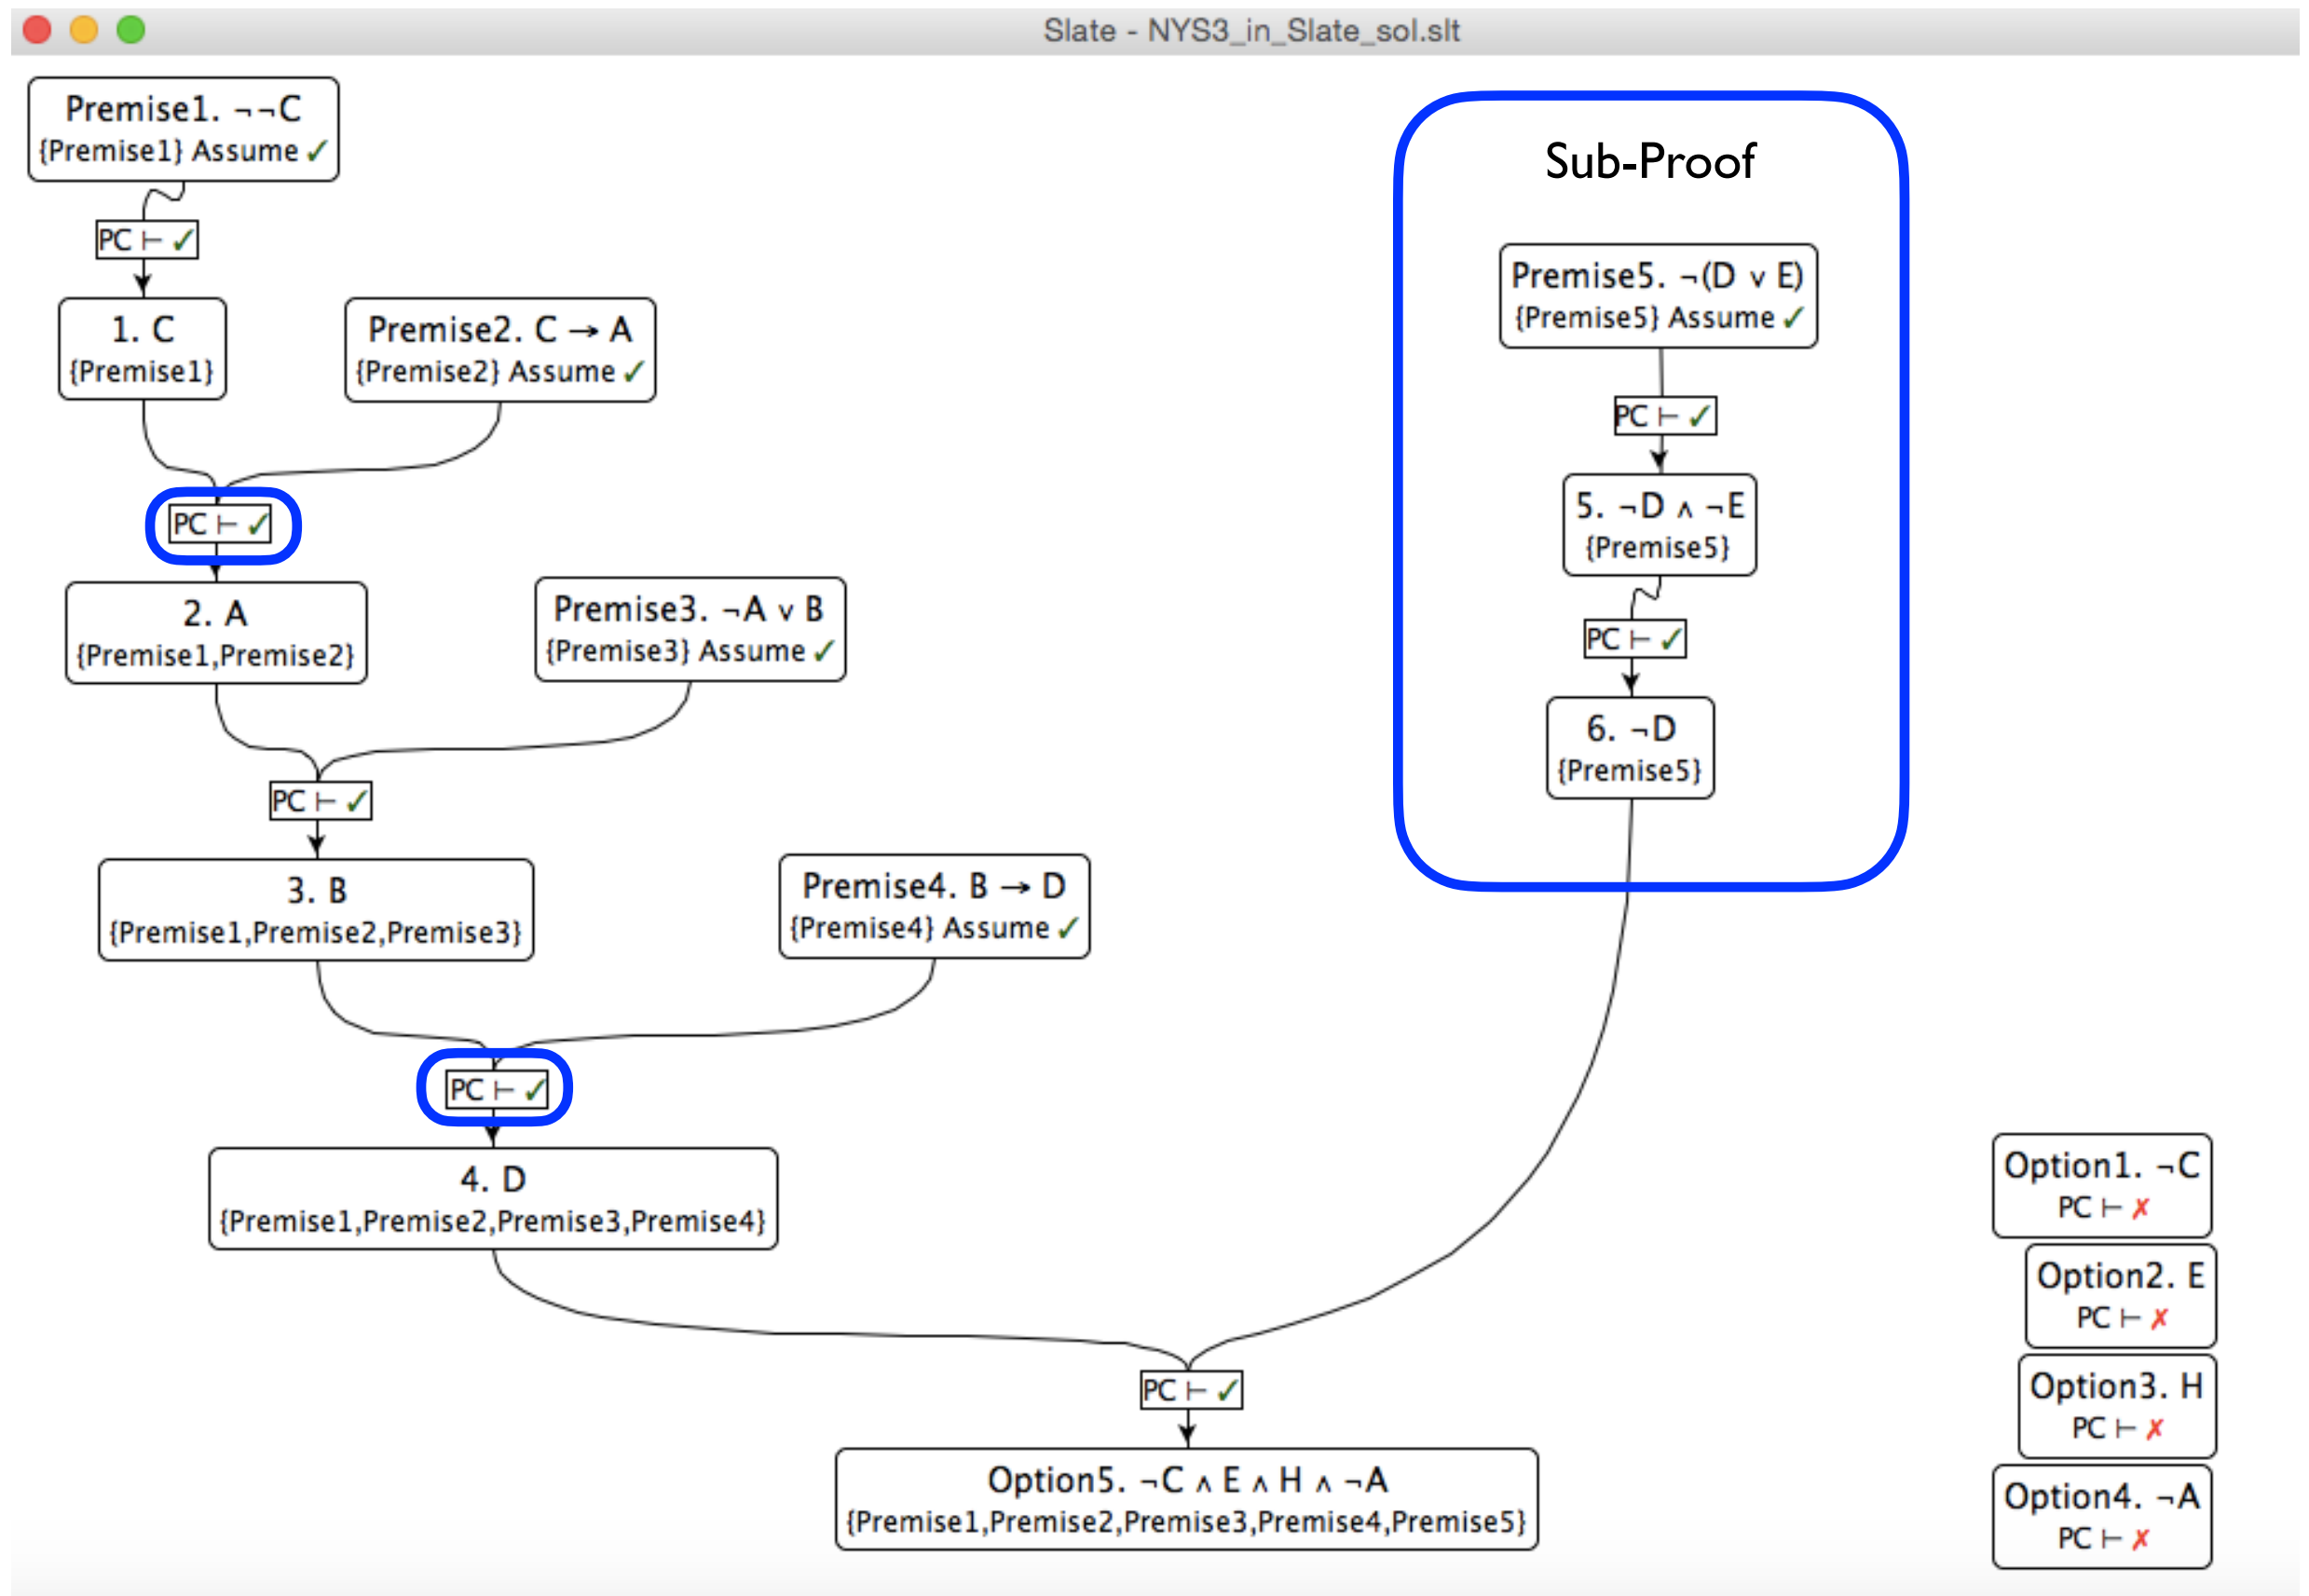 Slate - NYS3_in_Slate_sol.slt
Premise1. ¬¬C
{Premise1} Assume ✓
PC ⊢ ✓
1. C
{Premise1}
Premise2. C → A
{Premise2} Assume ✓
PC ⊢ ✓
2. A
{Premise1,Premise2}
Premise3. ¬A ∨ B
{Premise3} Assume ✓
PC ⊢ ✓
3. B
{Premise1,Premise2,Premise3}
Premise4. B → D
{Premise4} Assume ✓
PC ⊢ ✓
4. D
{Premise1,Premise2,Premise3,Premise4}
Sub-Proof
Premise5. ¬(D ∨ E)
{Premise5} Assume ✓
PC ⊢ ✓
5. ¬D ∧ ¬E
{Premise5}
PC ⊢ ✓
6. ¬D
{Premise5}
PC ⊢ ✓
Option5. ¬C ∧ E ∧ H ∧ ¬A
{Premise1,Premise2,Premise3,Premise4,Premise5}
Option1. ¬C
PC ⊢ ✗
Option2. E
PC ⊢ ✗
Option3. H
PC ⊢ ✗
Option4. ¬A
PC ⊢ ✗